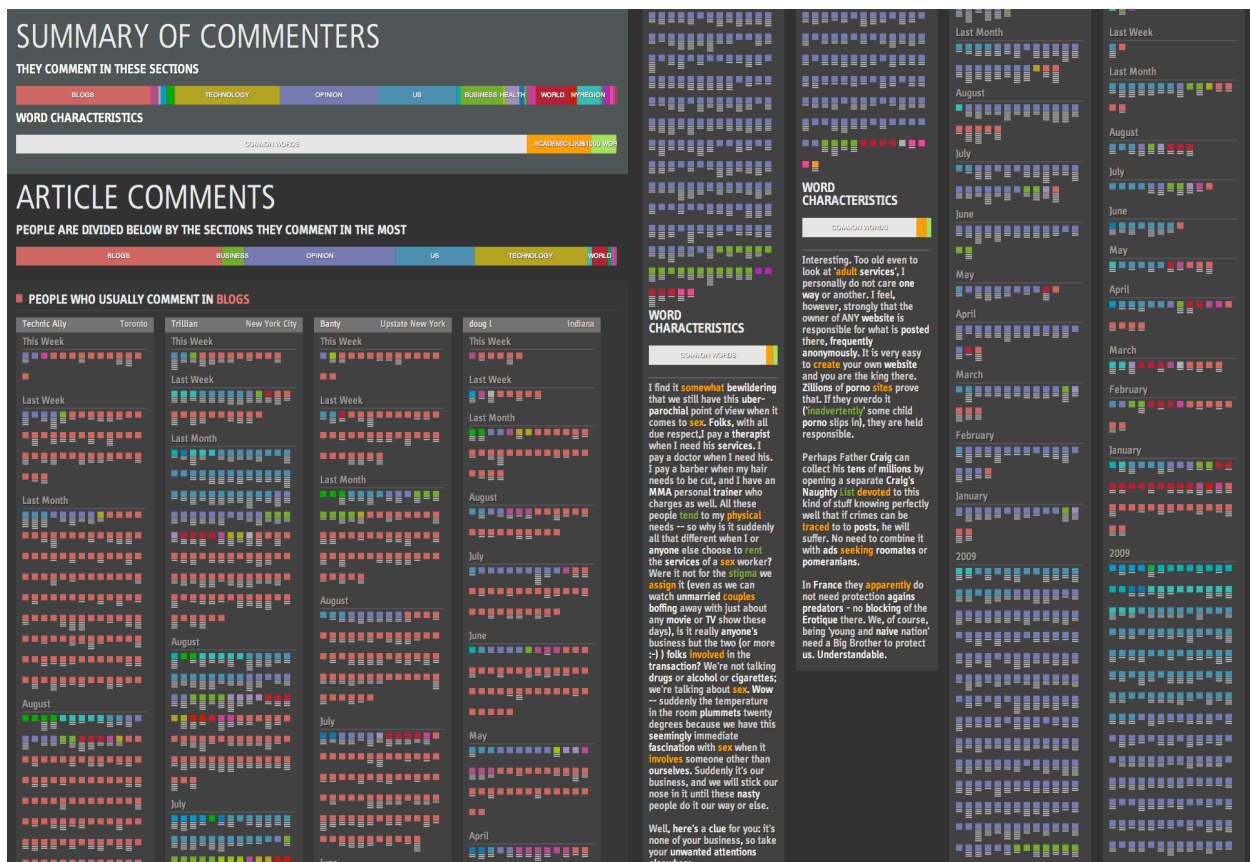 SUMMARY OF COMMENTERS
THEY COMMENT IN THESE SECTIONS
BLOGS
TECHNOLOGY
OPINION
US
BUSINESS
HEALTH
WORLD
NYREGION
WORD CHARACTERISTICS
COMMON WORDS
ACADEMIC-LIKE
ARTICLE COMMENTS
PEOPLE ARE DIVIDED BELOW BY THE SECTIONS THEY COMMENT IN THE MOST
BLOGS
BUSINESS
OPINION
US
TECHNOLOGY
WORLD
PEOPLE WHO USUALLY COMMENT IN BLOGS
Technic Ally Toronto
This Week
Last Week
Last Month
August
Trillian New York City
This Week
Last Week
Last Month
August
July
Banty Upstate New York
This Week
Last Week
Last Month
August
July
June
doug l indiana
This Week
Last Week
Last Month
August
July
June
May
April
WORD
CHARACTERISTICS
COMMON WORDS
I find it somewhat bewildering
that we still have this uber-
parochial point of view when it
comes to sex. Folks, with all
due respect,I pay a therapist
when I need his services. I
pay a doctor when I need his.
I pay a barber when my hair
needs to be cut, and I have an
MMA personal trainer who
charges as well. All these
people tend to my physical
needs -- so why is it suddenly
all that different when I or
anyone else choose to rent
the services of a sex worker?
Were it not for the stigma we
assign it (even as we can
watch unmarried couples
boffing away with just about
any movie or TV show these
days), is it really anyone's
business but the two (or more
:-) ) folks involved in the
transaction? We're not talking
drugs or alcohol or cigarettes;
we're talking about sex. Wow
-- suddenly the temperature
in the room plummets twenty
degrees because we have this
seemingly immediate
fascination with sex when it
involves someone other than
ourselves. Suddenly it's our
business, and we will stick our
nose in it until these nasty
people do it our way or else.
Well, here's a clue for you: it's
none of your business, so take
your unwanted attentions
WORD
CHARACTERISTICS
COMMON WORDS
Interesting. Too old even to
look at 'adult services', I
personally do not care one
way or another. I feel,
however, strongly that the
owner of ANY website is
responsible for what is posted
there, frequently
anonymously. It is very easy
to create your own website
and you are the king there.
Zillions of porno sites prove
that. If they overdo it
('inadvertently' some child
porno slips in), they are held
responsible.
Perhaps Father Craig can
collect his tens of millions by
opening a separate Craig's
Naughty List devoted to this
kind of stuff knowing perfectly
well that if crimes can be
traced to to posts, he will
suffer. No need to combine it
with ads seeking roomates or
pomeranians.
In France they apparently do
not need protection agains
predators - no blocking of the
Erotique there. We, of course,
being 'young and naive nation'
need a Big Brother to protect
us. Understandable.
Last Month
August
July
June
May
April
March
February
January
2009
Last Week
Last Month
August
July
June
May
April
March
February
January
2009